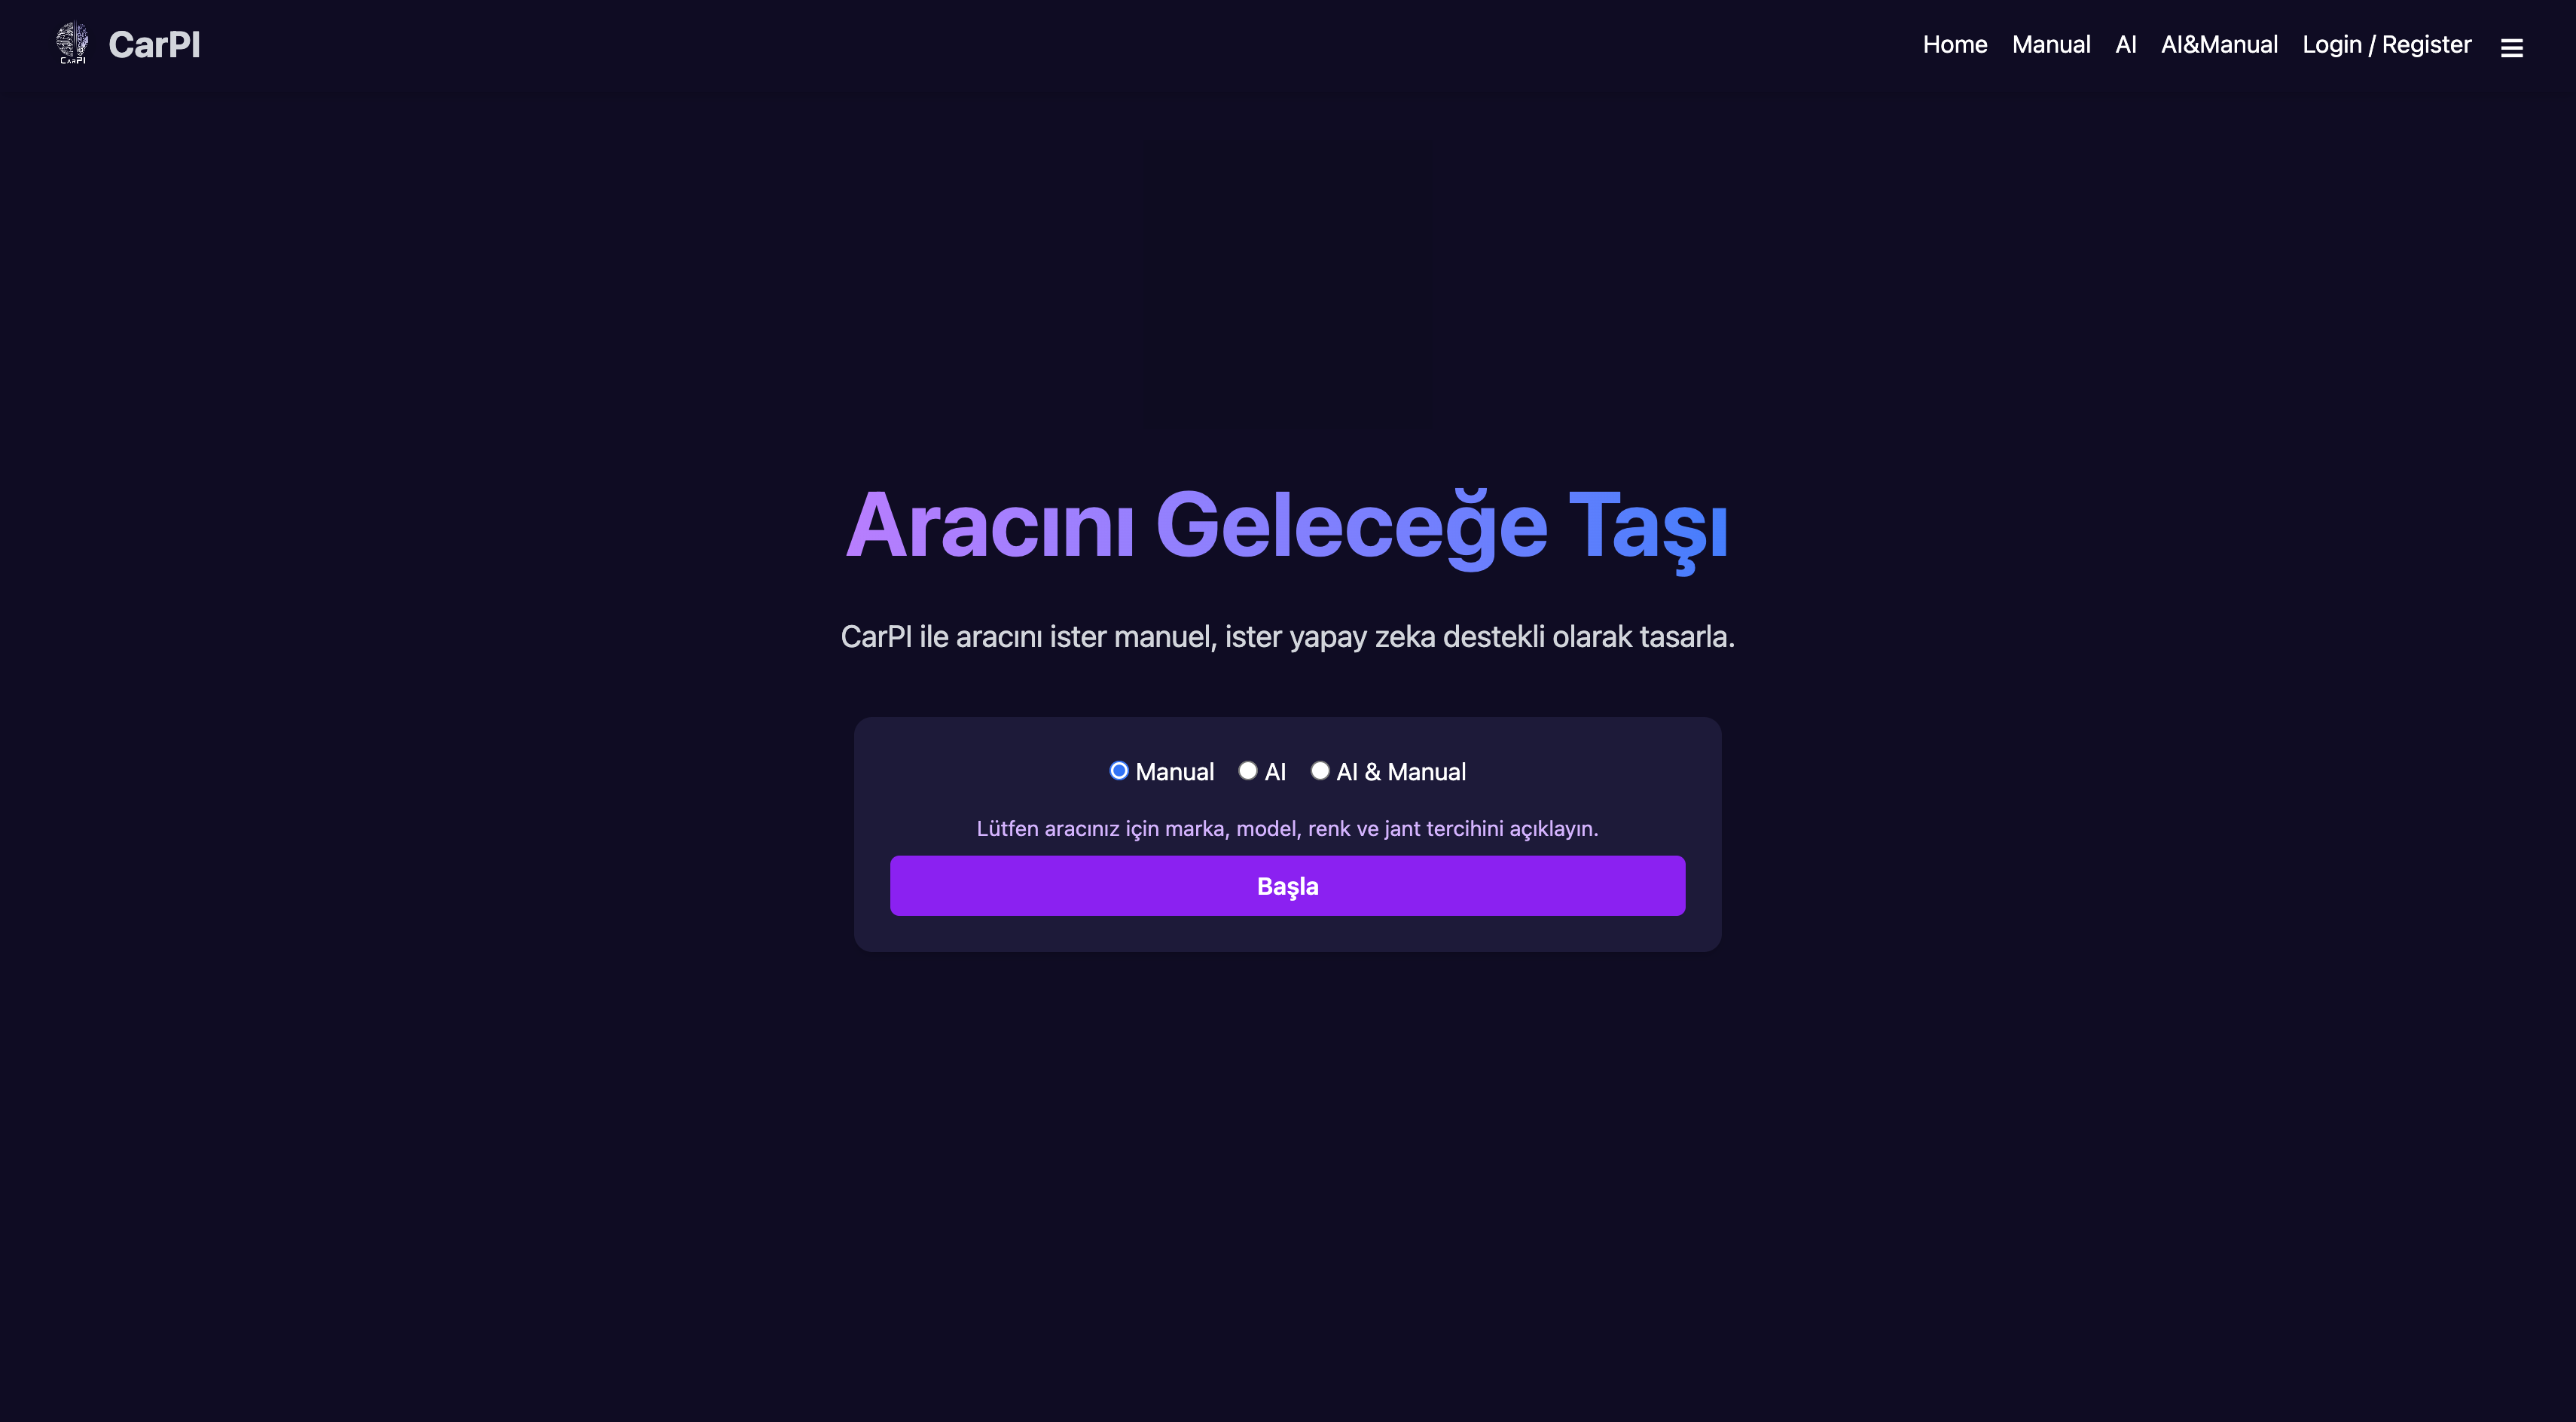 CarPI
CarPI
Home Manual AI AI&Manual Login / Register
Aracını Geleceğe Taşı
CarPI ile aracını ister manuel, ister yapay zeka destekli olarak tasarla.
Manual AI AI & Manual
Lütfen aracınız için marka, model, renk ve jant tercihini açıklayın.
Başla